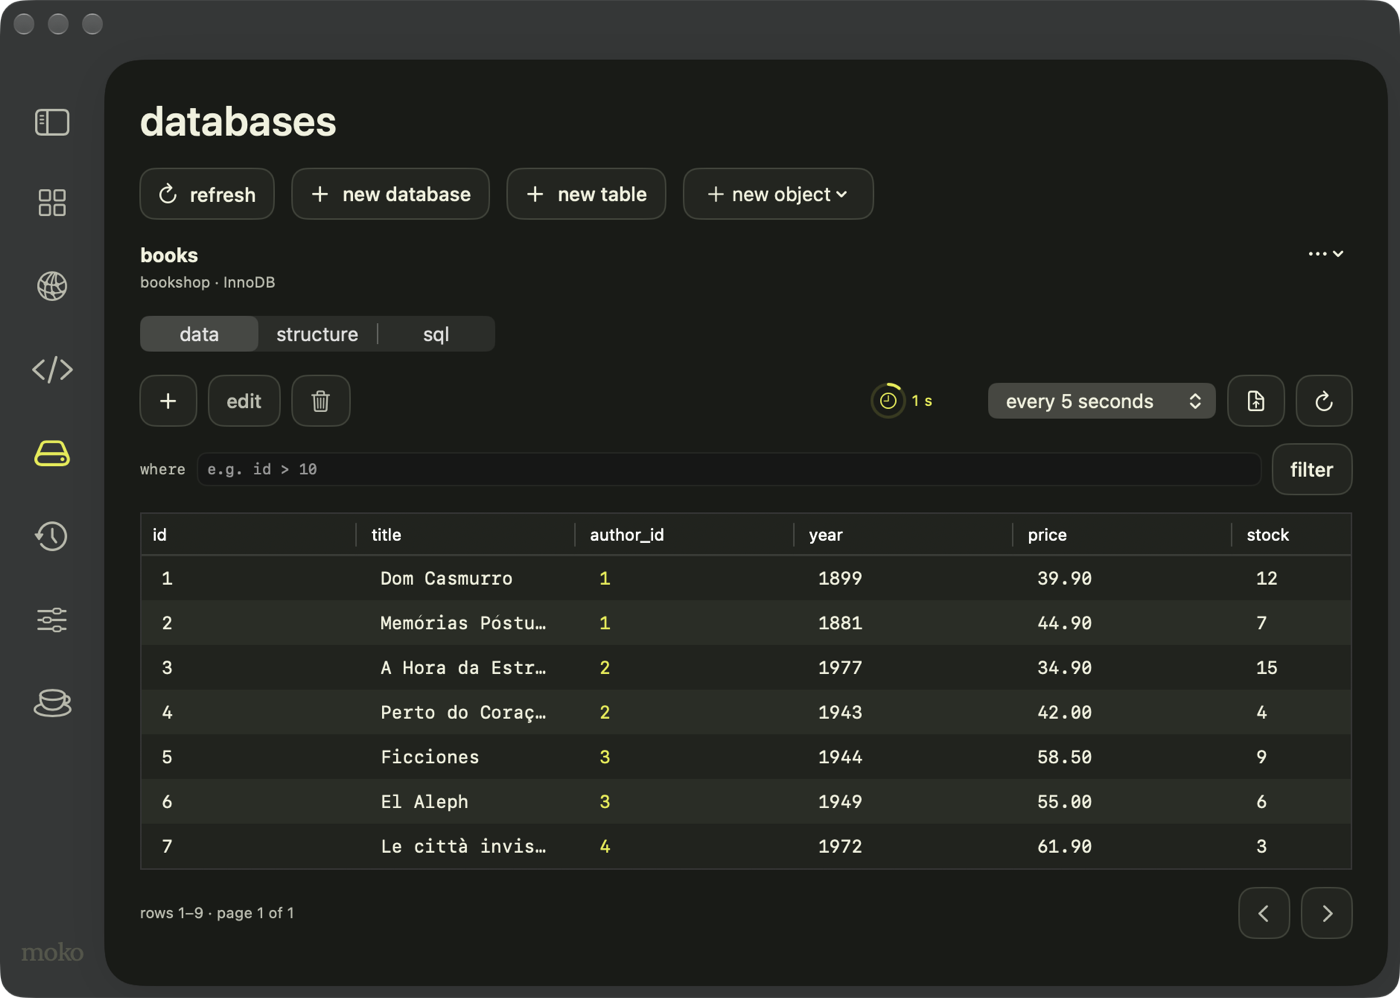 databases
refresh
new database
new table
new object
books
bookshop · InnoDB
data structure sql
edit 1 s every 5 seconds
where e.g. id > 10 filter
id title author_id year price stock
1 Dom Casmurro 1 1899 39.90 12
2 Memórias Póstu… 1 1881 44.90 7
3 A Hora da Estr… 2 1977 34.90 15
4 Perto do Coraç… 2 1943 42.00 4
5 Ficciones 3 1944 58.50 9
6 El Aleph 3 1949 55.00 6
7 Le città invis… 4 1972 61.90 3
rows 1–9 · page 1 of 1
moko